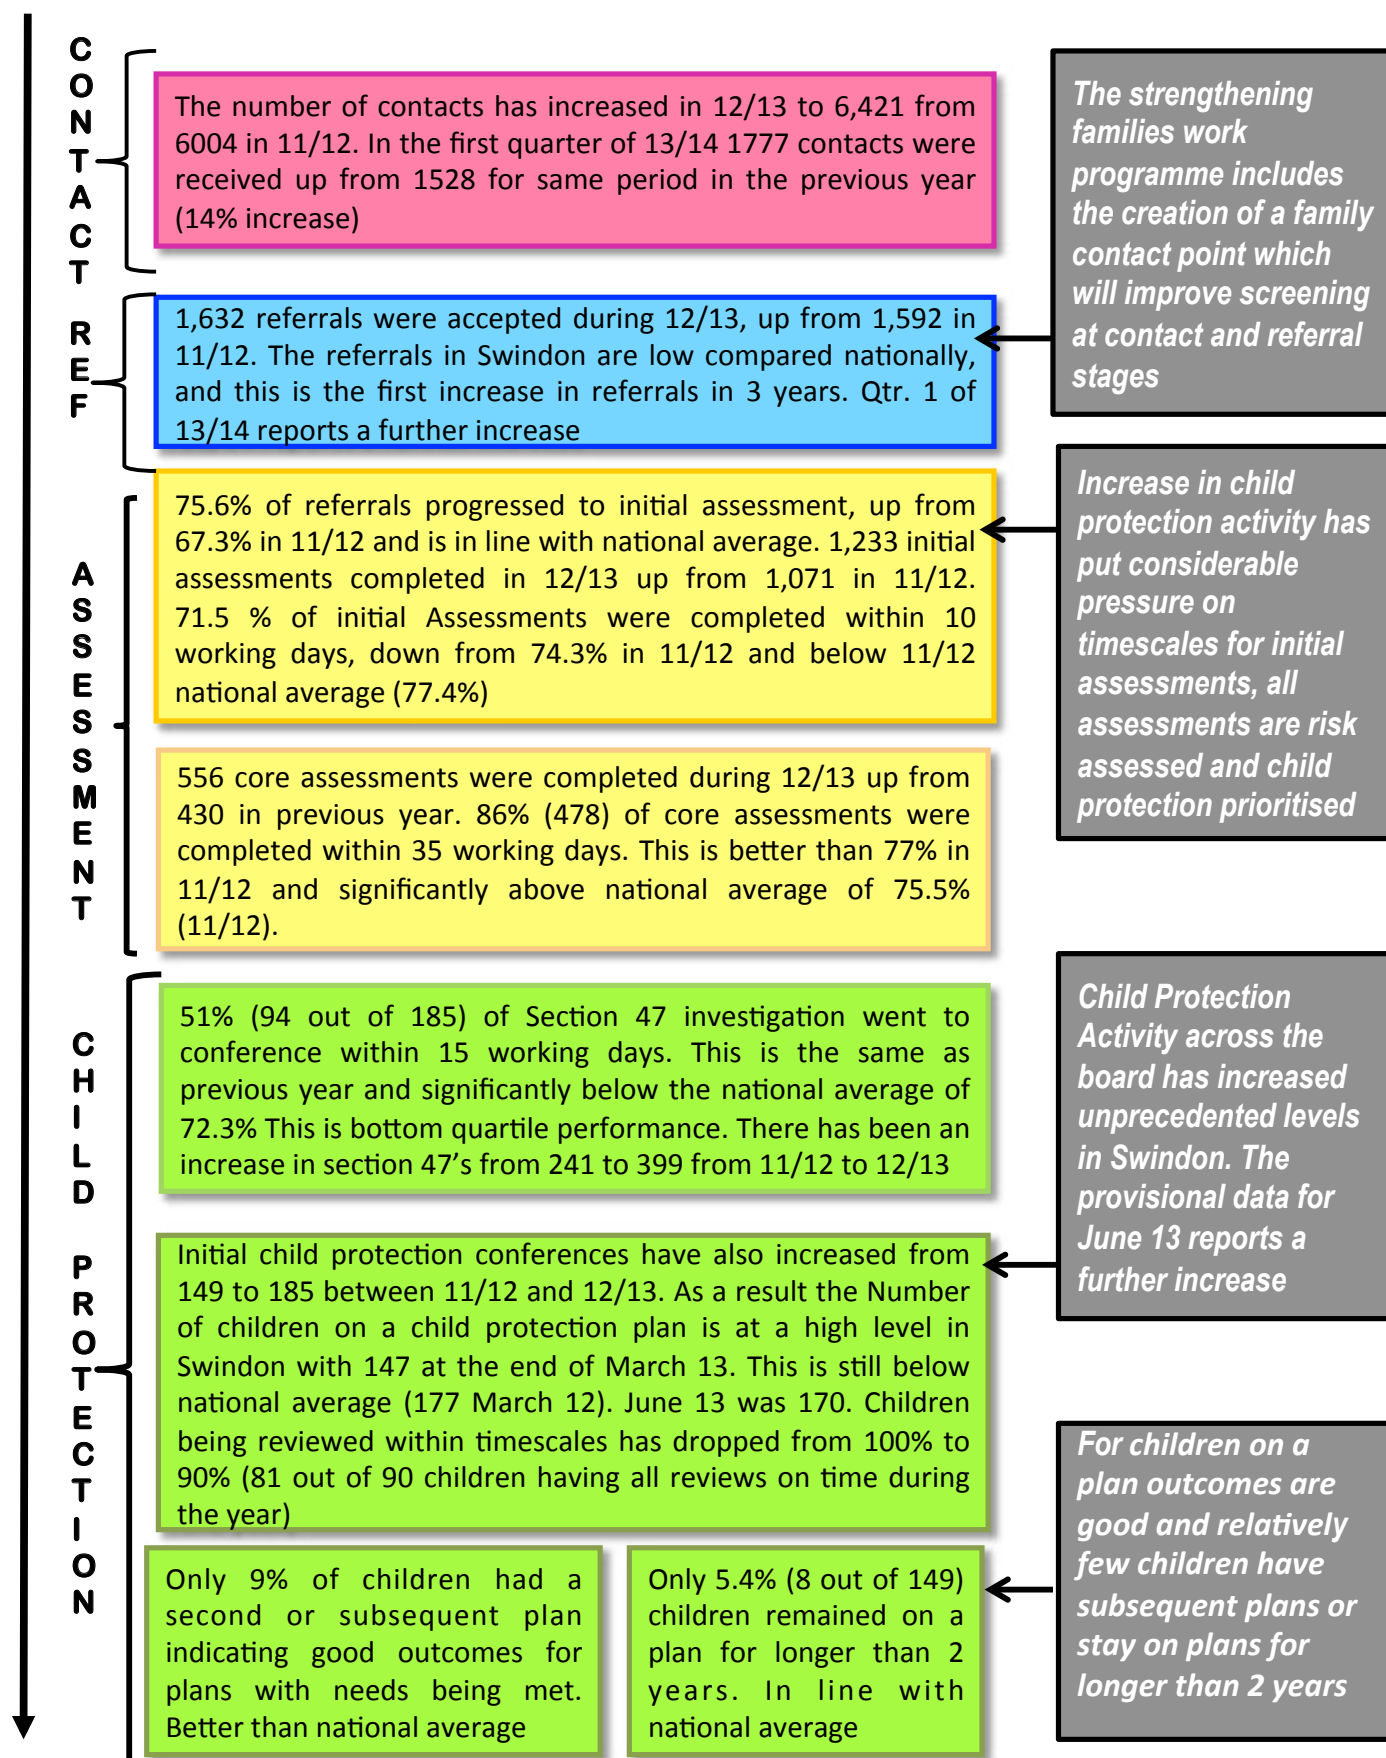 CONTACT
The number of contacts has increased in 12/13 to 6,421 from
6004 in 11/12. In the first quarter of 13/14 1777 contacts were
received up from 1528 for same period in the previous year
(14% increase)
The strengthening
families work
programme includes
the creation of a family
contact point which
will improve screening
at contact and referral
stages
REF
1,632 referrals were accepted during 12/13, up from 1,592 in
11/12. The referrals in Swindon are low compared nationally,
and this is the first increase in referrals in 3 years. Qtr. 1 of
13/14 reports a further increase
ASSESSMENT
75.6% of referrals progressed to initial assessment, up from
67.3% in 11/12 and is in line with national average. 1,233 initial
assessments completed in 12/13 up from 1,071 in 11/12.
71.5 % of initial Assessments were completed within 10
working days, down from 74.3% in 11/12 and below 11/12
national average (77.4%)
Increase in child
protection activity has
put considerable
pressure on
timescales for initial
assessments, all
assessments are risk
assessed and child
protection prioritised
556 core assessments were completed during 12/13 up from
430 in previous year. 86% (478) of core assessments were
completed within 35 working days. This is better than 77% in
11/12 and significantly above national average of 75.5%
(11/12).
CHILD PROTECTION
51% (94 out of 185) of Section 47 investigation went to
conference within 15 working days. This is the same as
previous year and significantly below the national average of
72.3% This is bottom quartile performance. There has been an
increase in section 47's from 241 to 399 from 11/12 to 12/13
Child Protection
Activity across the
board has increased
unprecedented levels
in Swindon. The
provisional data for
June 13 reports a
further increase
Initial child protection conferences have also increased from
149 to 185 between 11/12 and 12/13. As a result the Number
of children on a child protection plan is at a high level in
Swindon with 147 at the end of March 13. This is still below
national average (177 March 12). June 13 was 170. Children
being reviewed within timescales has dropped from 100% to
90% (81 out of 90 children having all reviews on time during
the year)
Only 9% of children had a
second or subsequent plan
indicating good outcomes for
plans with needs being met.
Better than national average
Only 5.4% (8 out of 149)
children remained on a
plan for longer than 2
years. In line with
national average
For children on a
plan outcomes are
good and relatively
few children have
subsequent plans or
stay on plans for
longer than 2 years